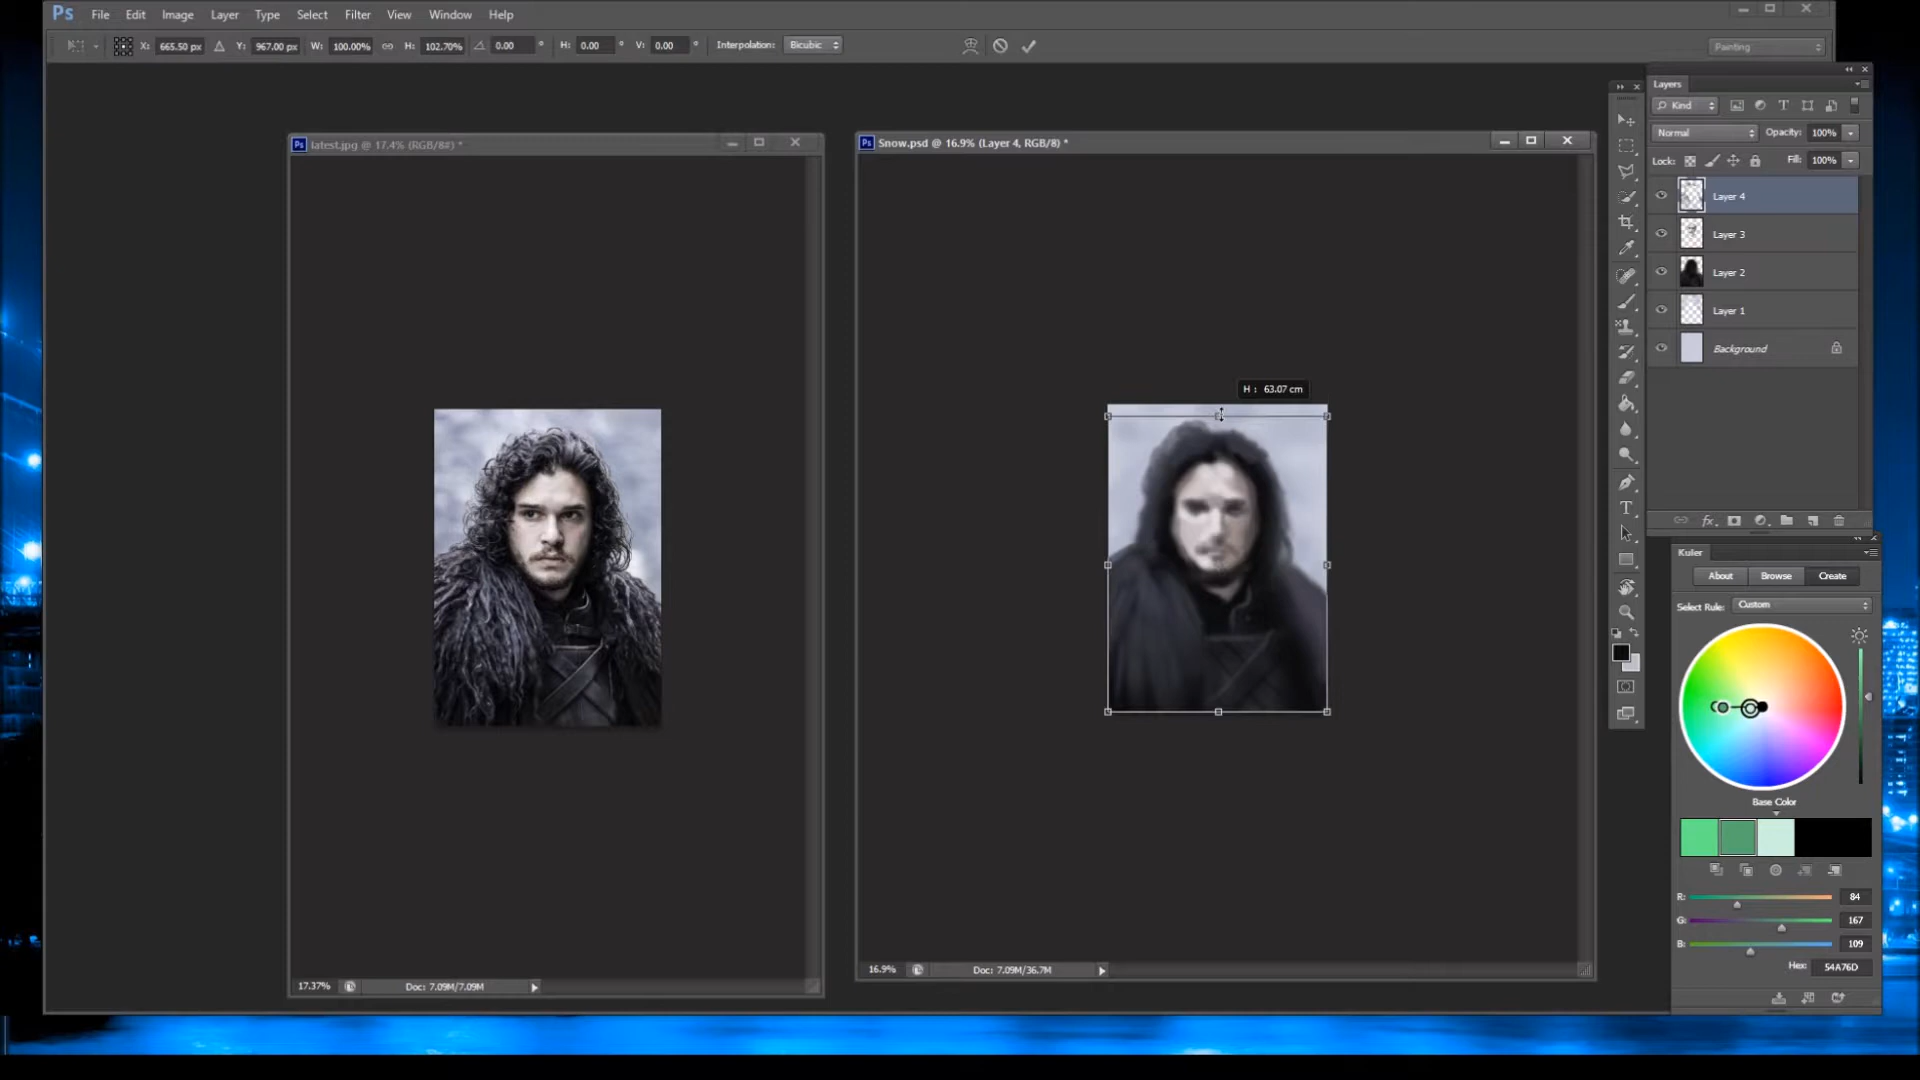 Ps File Edit Image Layer Type Select Filter View Window Help
X: 665.50 px Y: 967.00 px W: 100.00% H: 102.70% 0.00 ° H: 0.00 ° V: 0.00 ° Interpolation: Bicubic
Painting
Layers
Kind
Normal Opacity: 100%
Lock: Fill: 100%
Layer 4
Layer 3
Layer 2
Layer 1
Background
Ps latest.jpg @ 17.4% (RGB/8#) *
Ps Snow.psd @ 16.9% (Layer 4, RGB/8) *
H : 63.07 cm
17.37% Doc: 7.09M/7.09M
16.9% Doc: 7.09M/36.7M
Kuler
About Browse Create
Select Rule: Custom
Base Color
R: 84
G: 167
B: 109
Hex: 54A76D